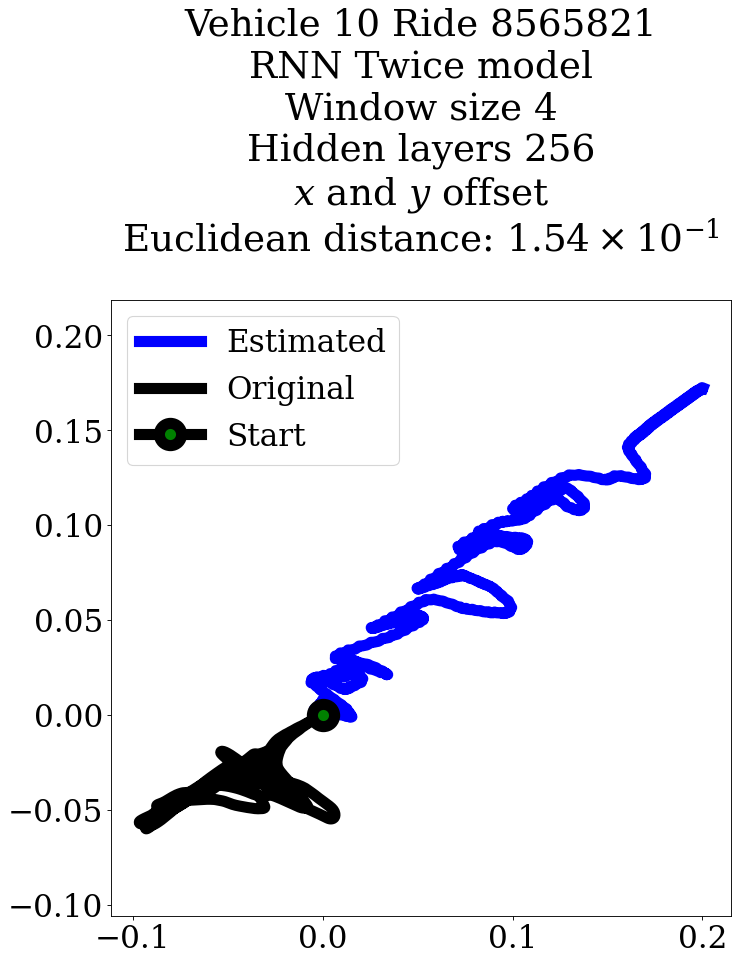 Vehicle 10 Ride 8565821
RNN Twice model
Window size 4
Hidden layers 256
x and y offset
Euclidean distance: 1.54 × 10⁻¹
Estimated
Original
Start
0.20
0.15
0.10
0.05
0.00
−0.05
−0.10
−0.1 0.0 0.1 0.2